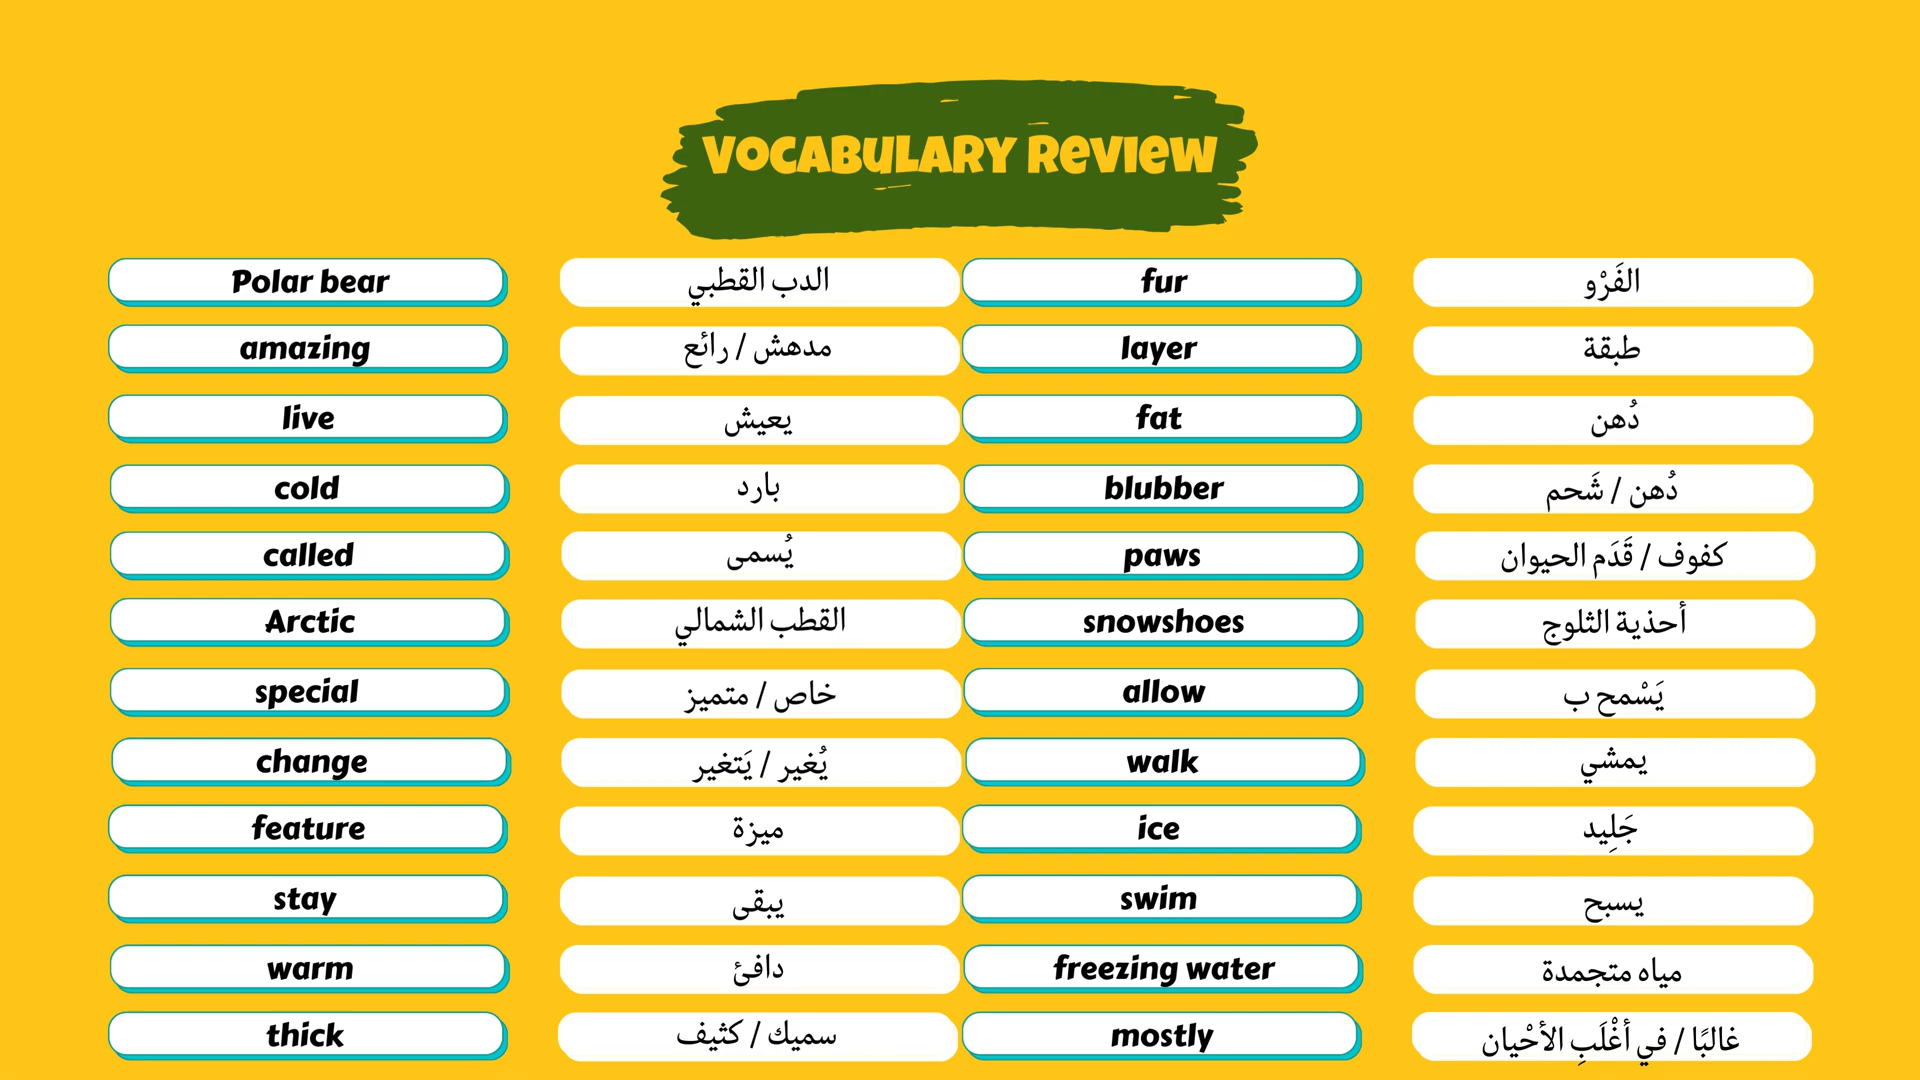 VOCABULARY REVIEW
Polar bear
الدب القطبي
fur
الفَرْو
amazing
مدهش / رائع
layer
طبقة
live
يعيش
fat
دُهن
cold
بارد
blubber
دُهن / شَحم
called
يُسمى
paws
كفوف / قَدَم الحيوان
Arctic
القطب الشمالي
snowshoes
أحذية الثلوج
special
خاص / متميز
allow
يَسْمح ب
change
يُغير / يَتغير
walk
يمشي
feature
ميزة
ice
جَلِيد
stay
يبقى
swim
يسبح
warm
دافئ
freezing water
مياه متجمدة
thick
سميك / كثيف
mostly
غالبًا / في أغْلَبِ الأحْيان